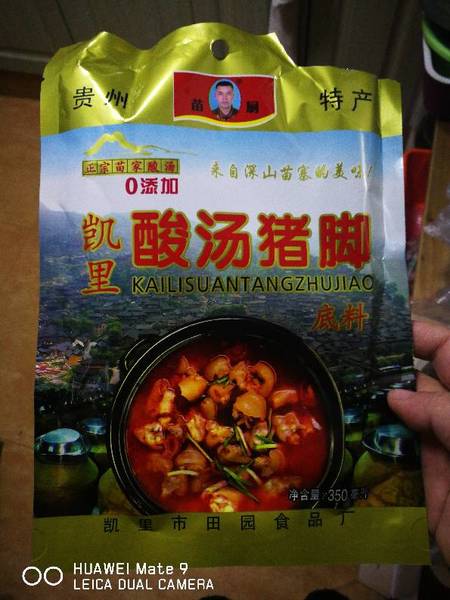 贵州 苗厨 特产
正宗苗家酸汤
0添加
来自深山苗寨的美味!
凯里
酸汤猪脚
KAILISUANTANGZHUJIAO
底料
净含量:350毫升
凯里市田园食品厂
HUAWEI Mate 9
LEICA DUAL CAMERA